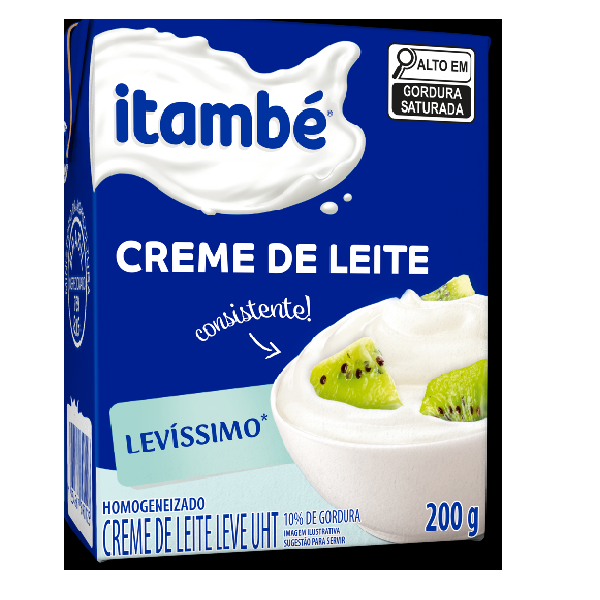 itambé®
ALTO EM
GORDURA
SATURADA
CREME DE LEITE
consistente!
LEVÍSSIMO*
HOMOGENEIZADO
CREME DE LEITE LEVE UHT
10% DE GORDURA
IMAGEM ILUSTRATIVA
SUGESTÃO PARA SERVIR
200 g